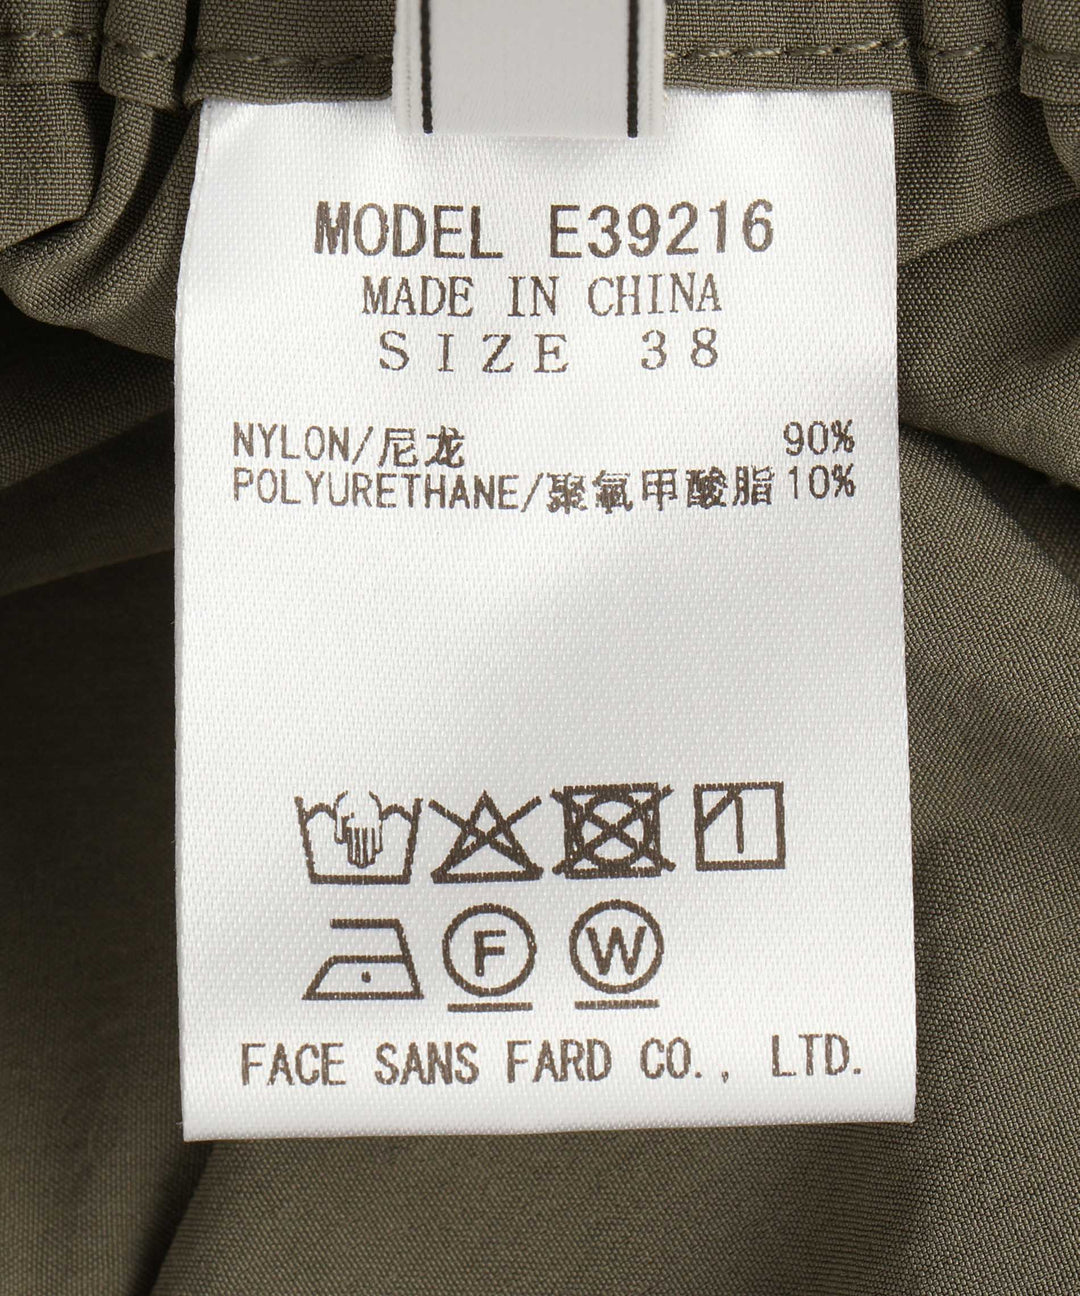 MODEL E39216
MADE IN CHINA
SIZE 38
NYLON/尼龙 90%
POLYURETHANE/聚氨甲酸脂 10%
F W
FACE SANS FARD CO., LTD.